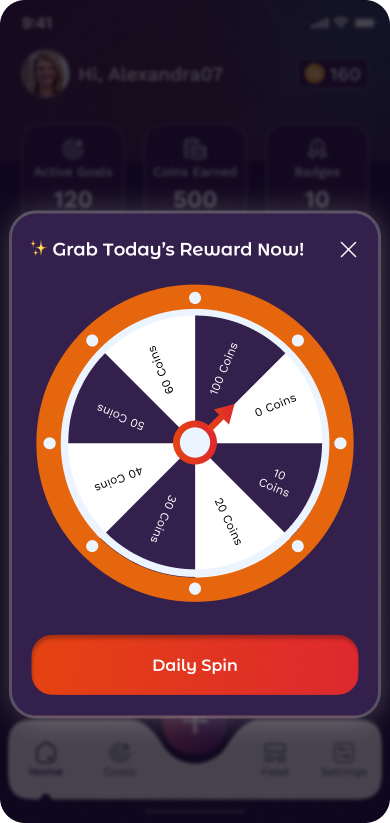 9:41
Hi, Alexandra07
160
Active Goals
Coins Earned
Badges
120
500
10
✨ Grab Today’s Reward Now!
100 Coins
0 Coins
10
Coins
20 Coins
30 Coins
40 Coins
50 Coins
60 Coins
Daily Spin
Home
Goals
Feed
Settings